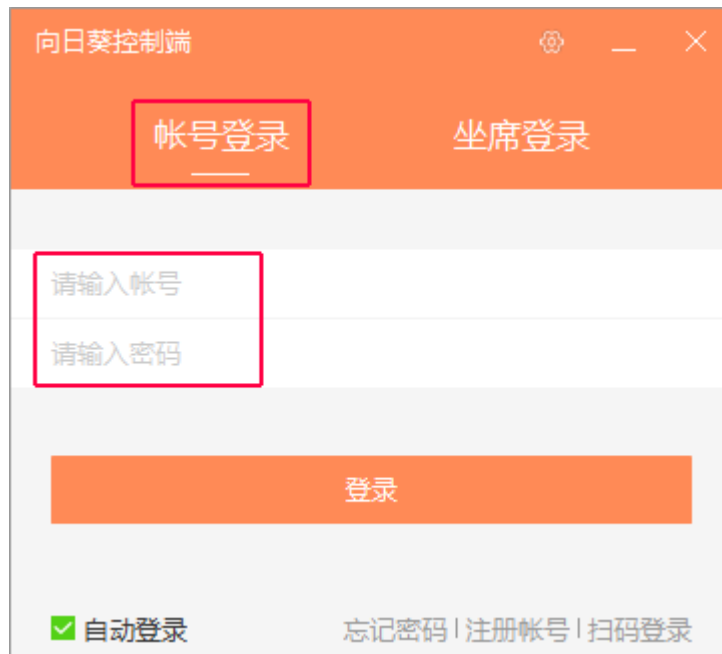 向日葵控制端
帐号登录 坐席登录
请输入帐号
请输入密码
登录
自动登录 忘记密码|注册帐号|扫码登录